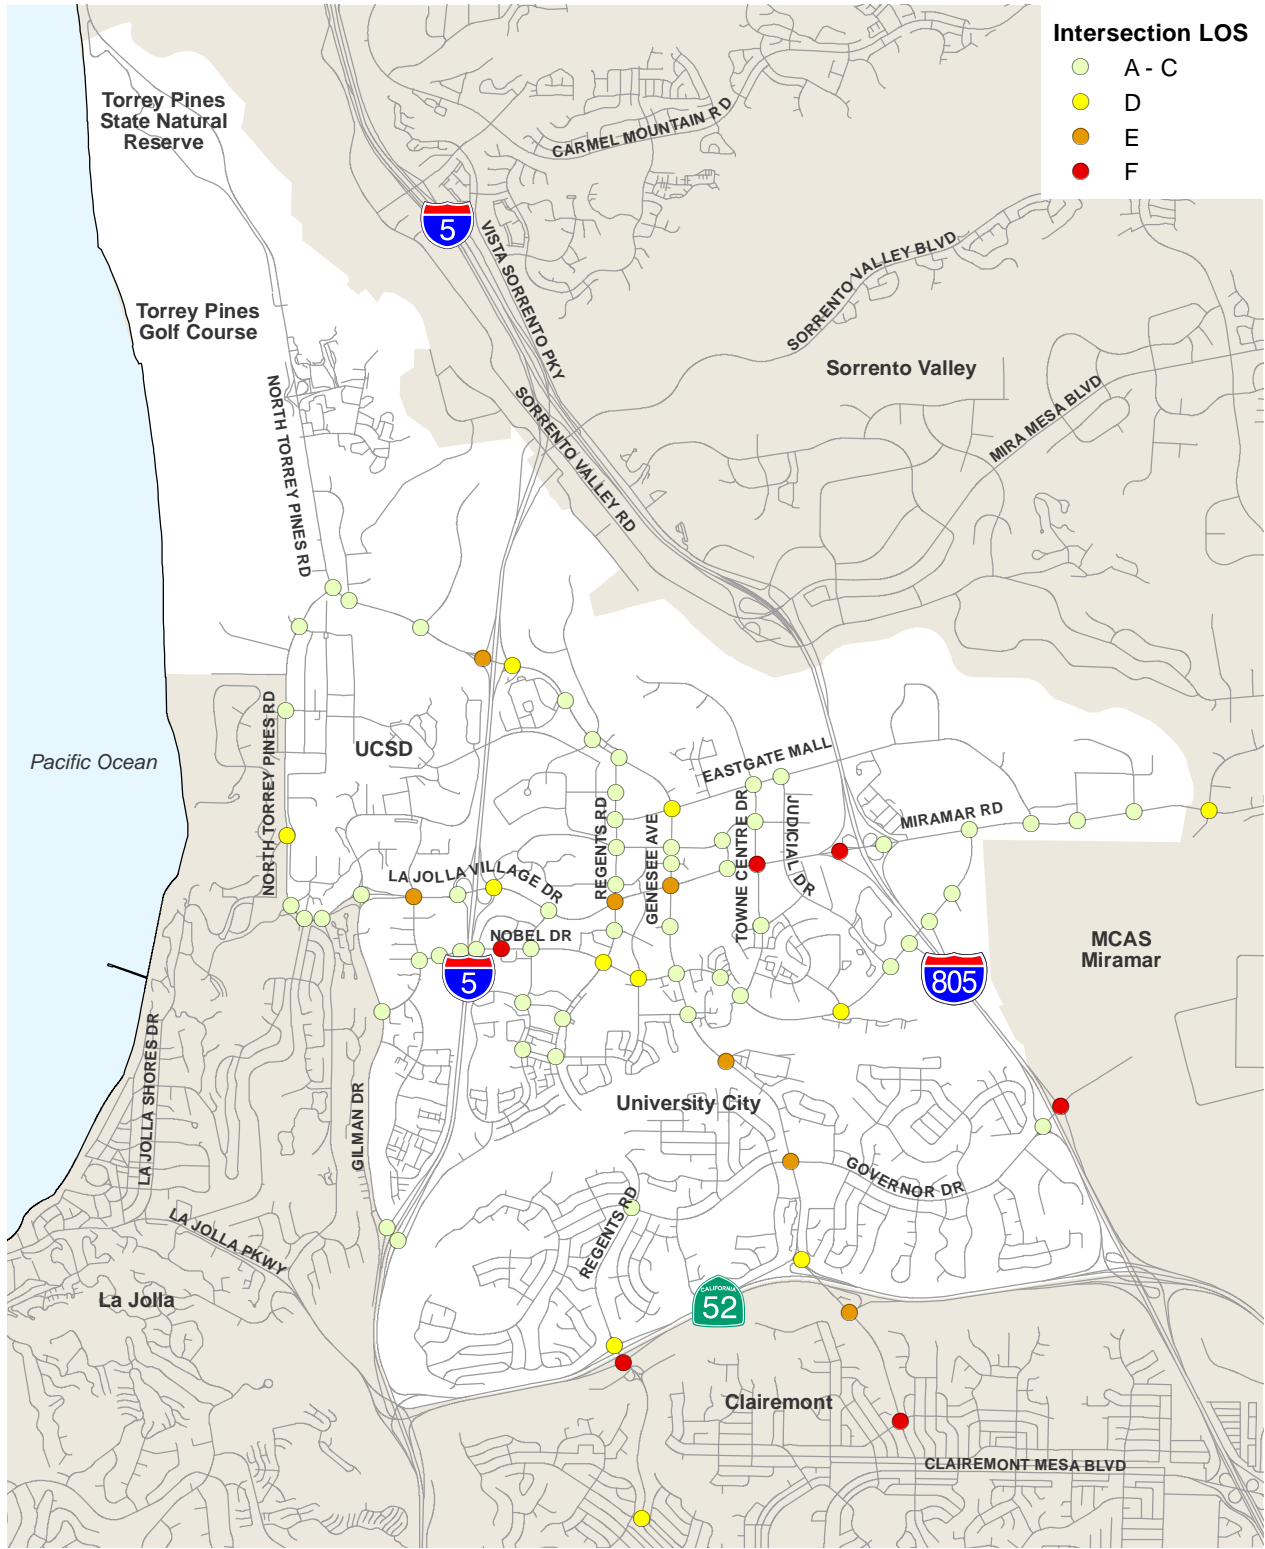 Intersection LOS
A - C
D
E
F
Torrey Pines
State Natural
Reserve
CARMEL MOUNTAIN RD
5
VISTA SORRENTO PKY
SORRENTO VALLEY BLVD
Torrey Pines
Golf Course
Sorrento Valley
NORTH TORREY PINES RD
SORRENTO VALLEY RD
MIRA MESA BLVD
NORTH TORREY PINES RD
UCSD
Pacific Ocean
EASTGATE MALL
REGENTS RD
GENESEE AVE
TOWNE CENTRE DR
JUDICIAL DR
MIRAMAR RD
LA JOLLA VILLAGE DR
NOBEL DR
5
805
MCAS
Miramar
LA JOLLA SHORES DR
GILMAN DR
University City
GOVERNOR DR
REGENTS RD
LA JOLLA PKWY
La Jolla
CALIFORNIA
52
Clairemont
CLAIREMONT MESA BLVD